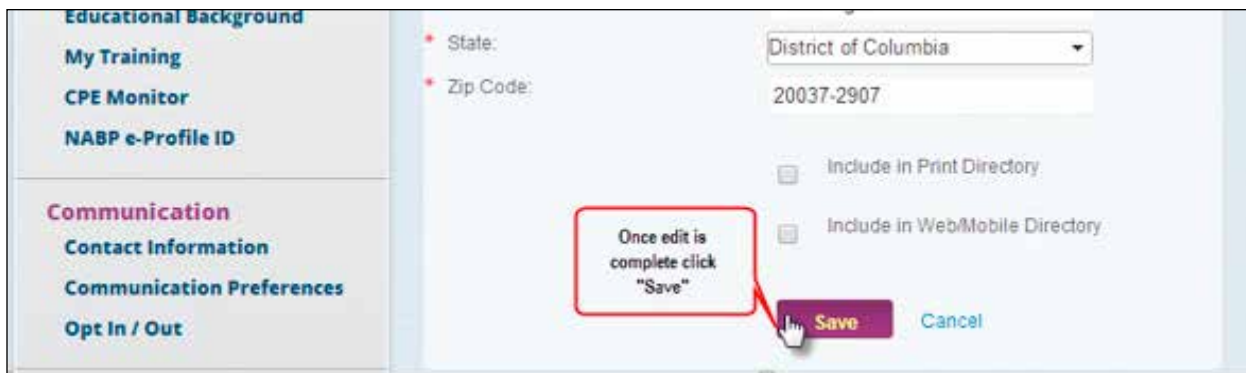 Educational Background
My Training
CPE Monitor
NABP e-Profile ID
Communication
Contact Information
Communication Preferences
Opt In / Out
* State:
District of Columbia
* Zip Code:
20037-2907
Include in Print Directory
Include in Web/Mobile Directory
Once edit is
complete click
"Save"
Save
Cancel